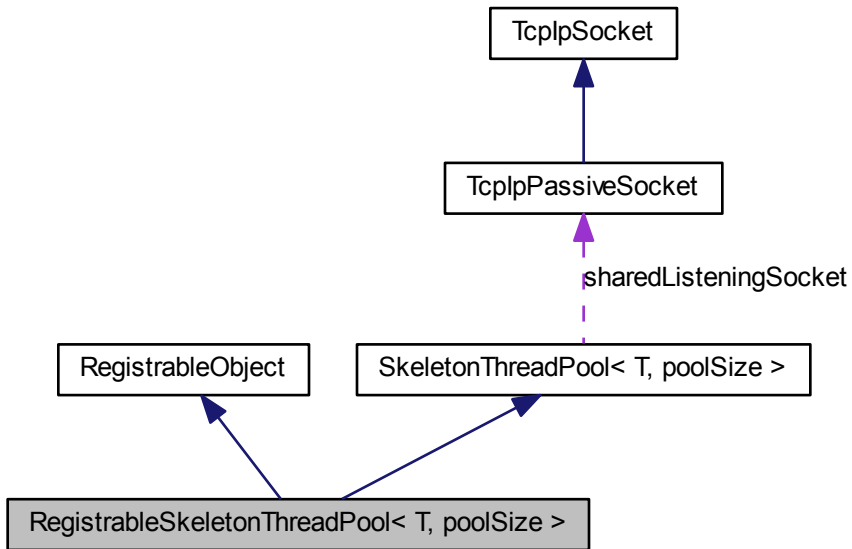 TcpIpSocket
TcpIpPassiveSocket
sharedListeningSocket
RegistrableObject
SkeletonThreadPool< T, poolSize >
RegistrableSkeletonThreadPool< T, poolSize >